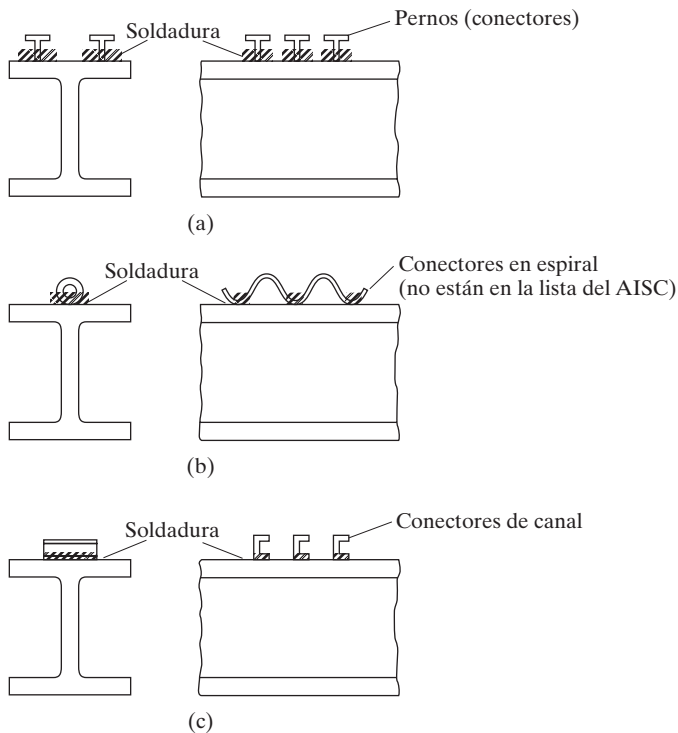 Soldadura
Pernos (conectores)
(a)
Soldadura
Conectores en espiral
(no están en la lista del AISC)
(b)
Soldadura
Conectores de canal
(c)